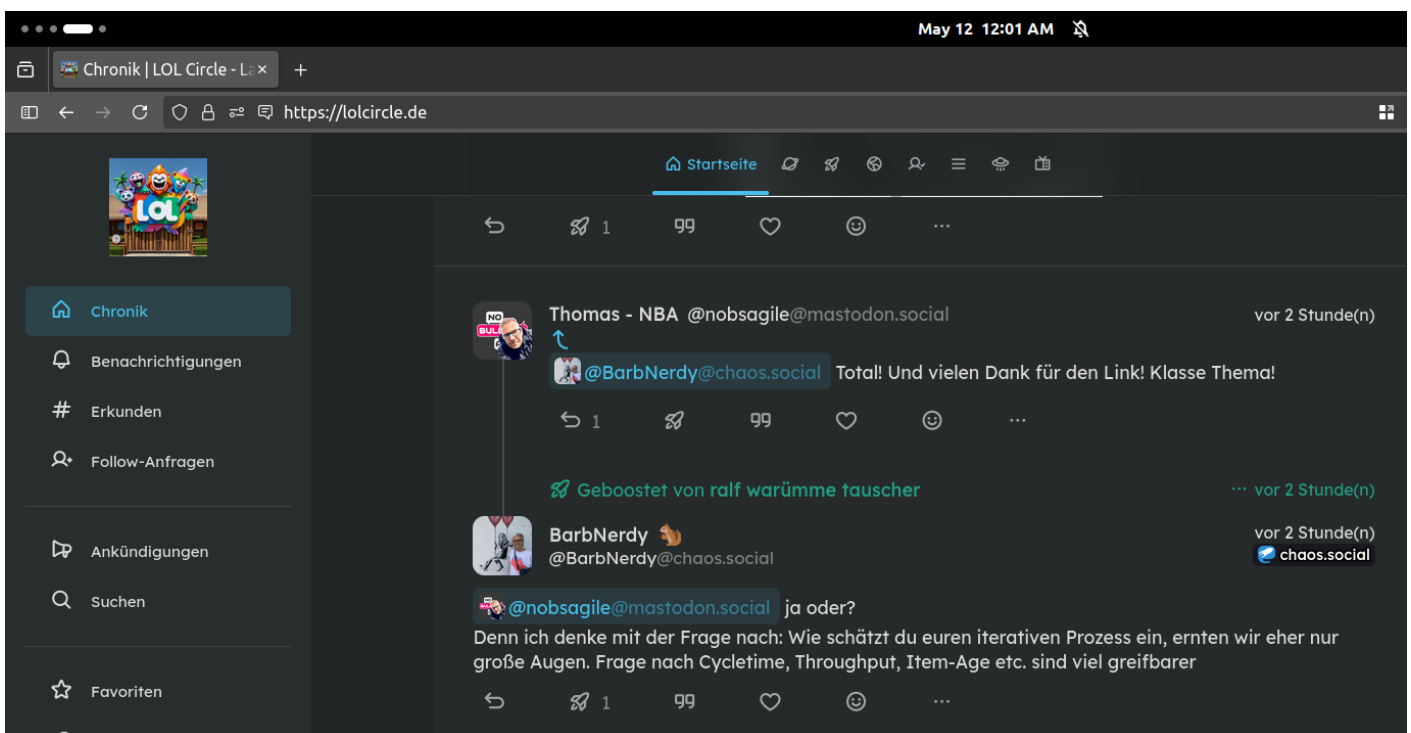 May 12 12:01 AM
Chronik | LOL Circle - La
https://lolcircle.de
LOL
Startseite
1
Chronik
Benachrichtigungen
Erkunden
Follow-Anfragen
Ankündigungen
Suchen
Favoriten
Thomas - NBA @nobsagile@mastodon.social vor 2 Stunde(n)
NO
@BarbNerdy@chaos.social Total! Und vielen Dank für den Link! Klasse Thema!
1
Geboostet von ralf warümme tauscher ··· vor 2 Stunde(n)
BarbNerdy vor 2 Stunde(n)
@BarbNerdy@chaos.social chaos.social
@nobsagile@mastodon.social ja oder?
Denn ich denke mit der Frage nach: Wie schätzt du euren iterativen Prozess ein, ernten wir eher nur
große Augen. Frage nach Cycletime, Throughput, Item-Age etc. sind viel greifbarer
1